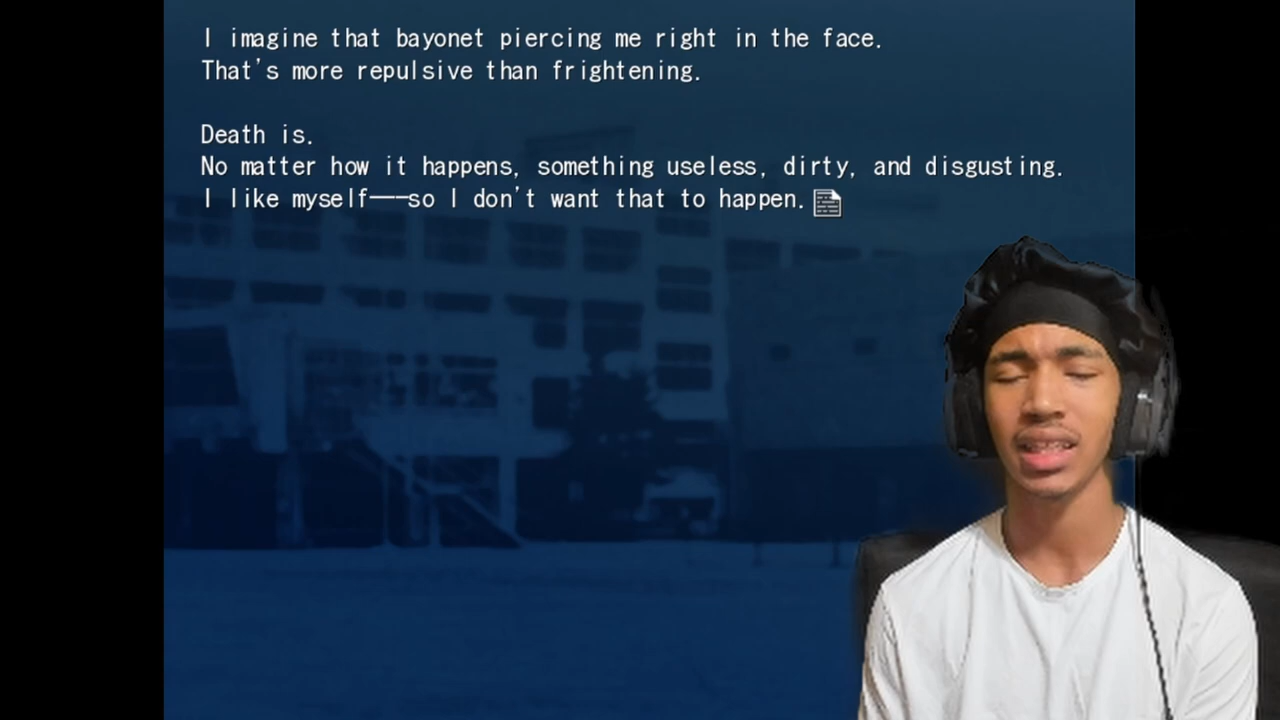 I imagine that bayonet piercing me right in the face.
That's more repulsive than frightening.
Death is.
No matter how it happens, something useless, dirty, and disgusting.
I like myself──so I don't want that to happen.